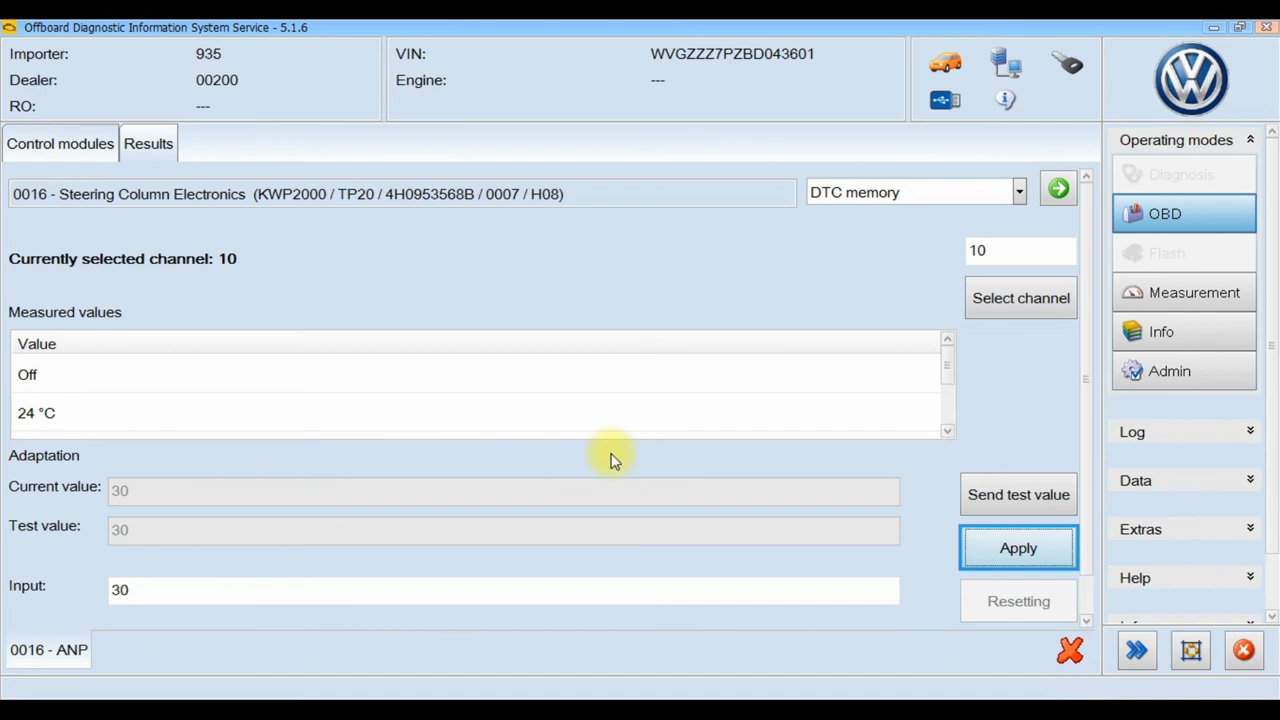 Offboard Diagnostic Information System Service - 5.1.6
Importer: 935
Dealer: 00200
RO: ---
VIN: WVGZZZ7PZBD043601
Engine: ---
Control modules Results
0016 - Steering Column Electronics (KWP2000 / TP20 / 4H0953568B / 0007 / H08) DTC memory
Currently selected channel: 10
10
Select channel
Measured values
Value
Off
24 °C
Adaptation
Current value: 30
Test value: 30
Input: 30
Send test value
Apply
Resetting
0016 - ANP
Operating modes
Diagnosis
OBD
Flash
Measurement
Info
Admin
Log
Data
Extras
Help